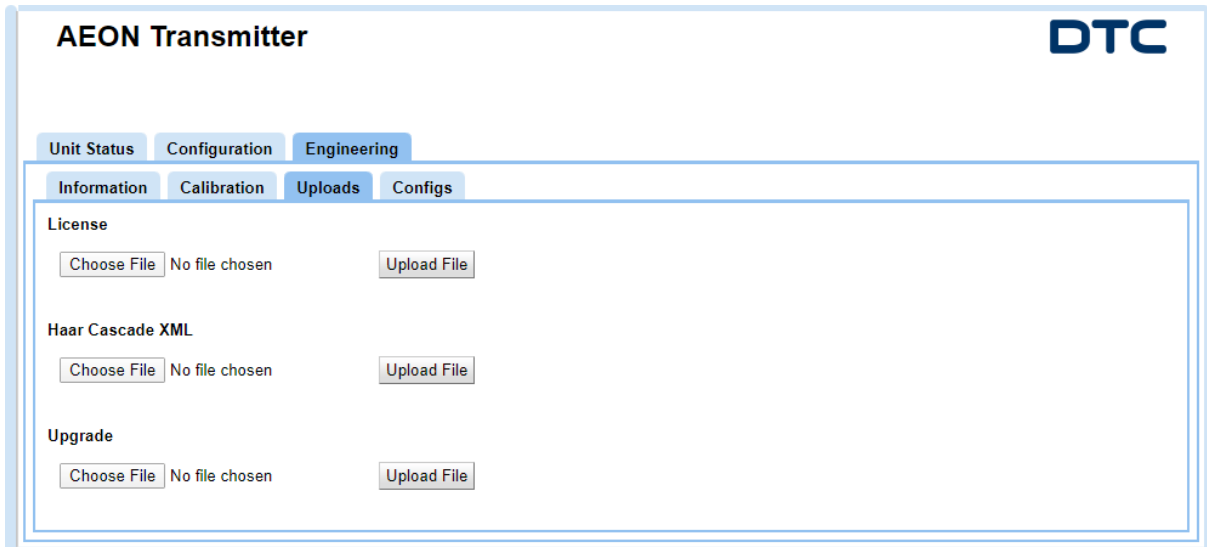 AEON Transmitter
DTC
Unit Status Configuration Engineering
Information Calibration Uploads Configs
License
Choose File No file chosen Upload File
Haar Cascade XML
Choose File No file chosen Upload File
Upgrade
Choose File No file chosen Upload File